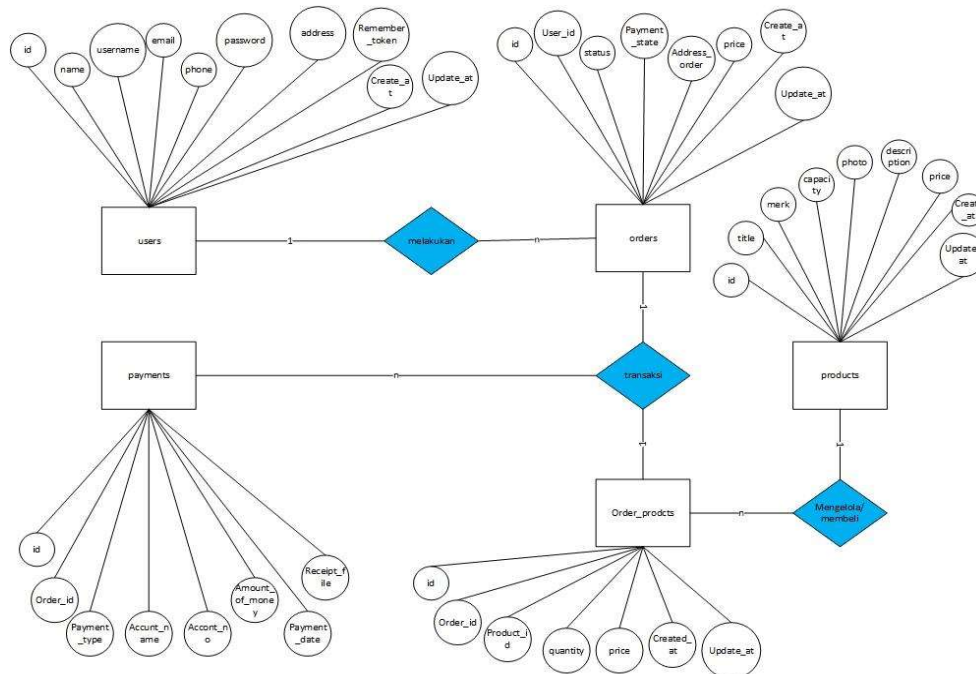 id
name
username
email
phone
password
address
Remember
_token
Create_a
t
Update_at
id
User_id
status
Payment
_state
Address_
order
price
Create_a
t
Update_at
users
1
melakukan
n
orders
id
title
merk
capaci
ty
photo
descri
ption
price
Creat
_at
Update
_at
1
payments
n
transaksi
products
1
1
Order_prodcts
n
Mengelola/
membeli
id
Order_id
Payment
_type
Accunt_n
ame
Accont_n
o
Amount_
of_mone
y
Payment
_date
Receipt_f
ile
id
Order_id
Product_i
d
quantity
price
Created_
at
Update_at